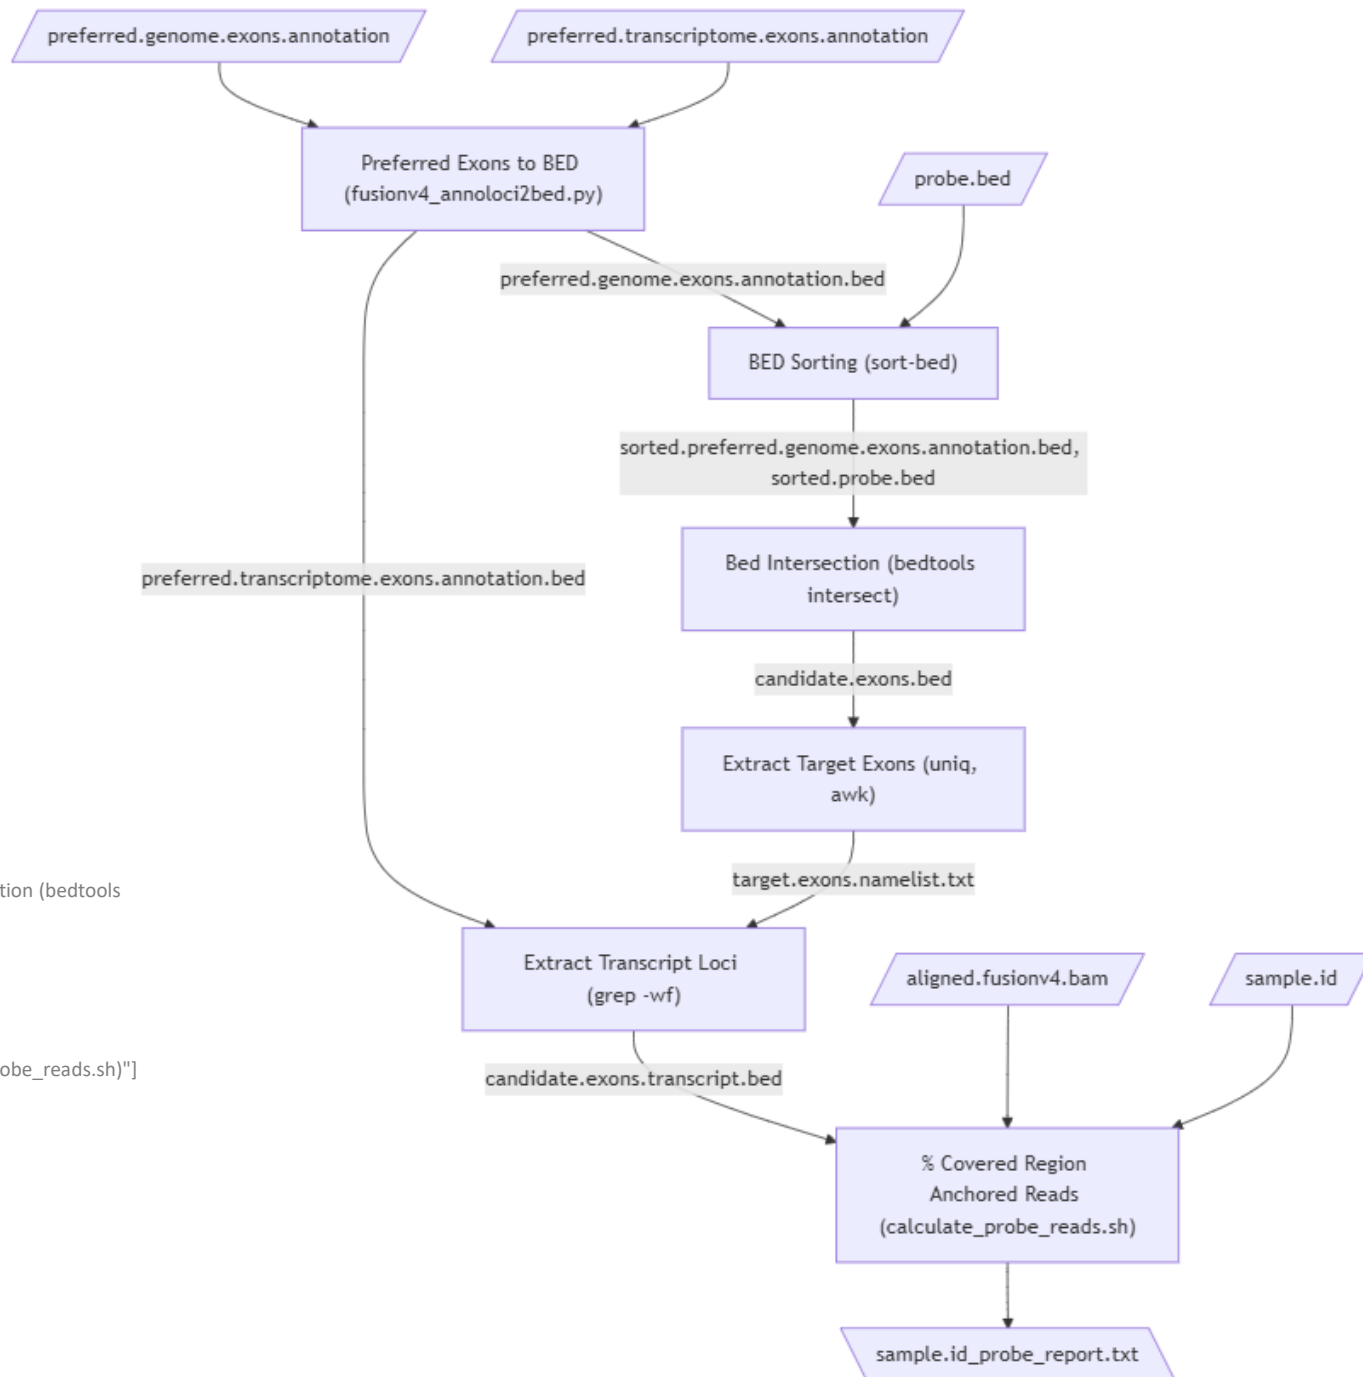 preferred.genome.exons.annotation
preferred.transcriptome.exons.annotation
Preferred Exons to BED
(fusionv4_annoloci2bed.py)
probe.bed
preferred.genome.exons.annotation.bed
BED Sorting (sort-bed)
sorted.preferred.genome.exons.annotation.bed,
sorted.probe.bed
Bed Intersection (bedtools
intersect)
preferred.transcriptome.exons.annotation.bed
candidate.exons.bed
Extract Target Exons (uniq,
awk)
target.exons.namelist.txt
tion (bedtools
Extract Transcript Loci
(grep -wf)
aligned.fusionv4.bam
sample.id
obe_reads.sh)"]
candidate.exons.transcript.bed
% Covered Region
Anchored Reads
(calculate_probe_reads.sh)
sample.id_probe_report.txt